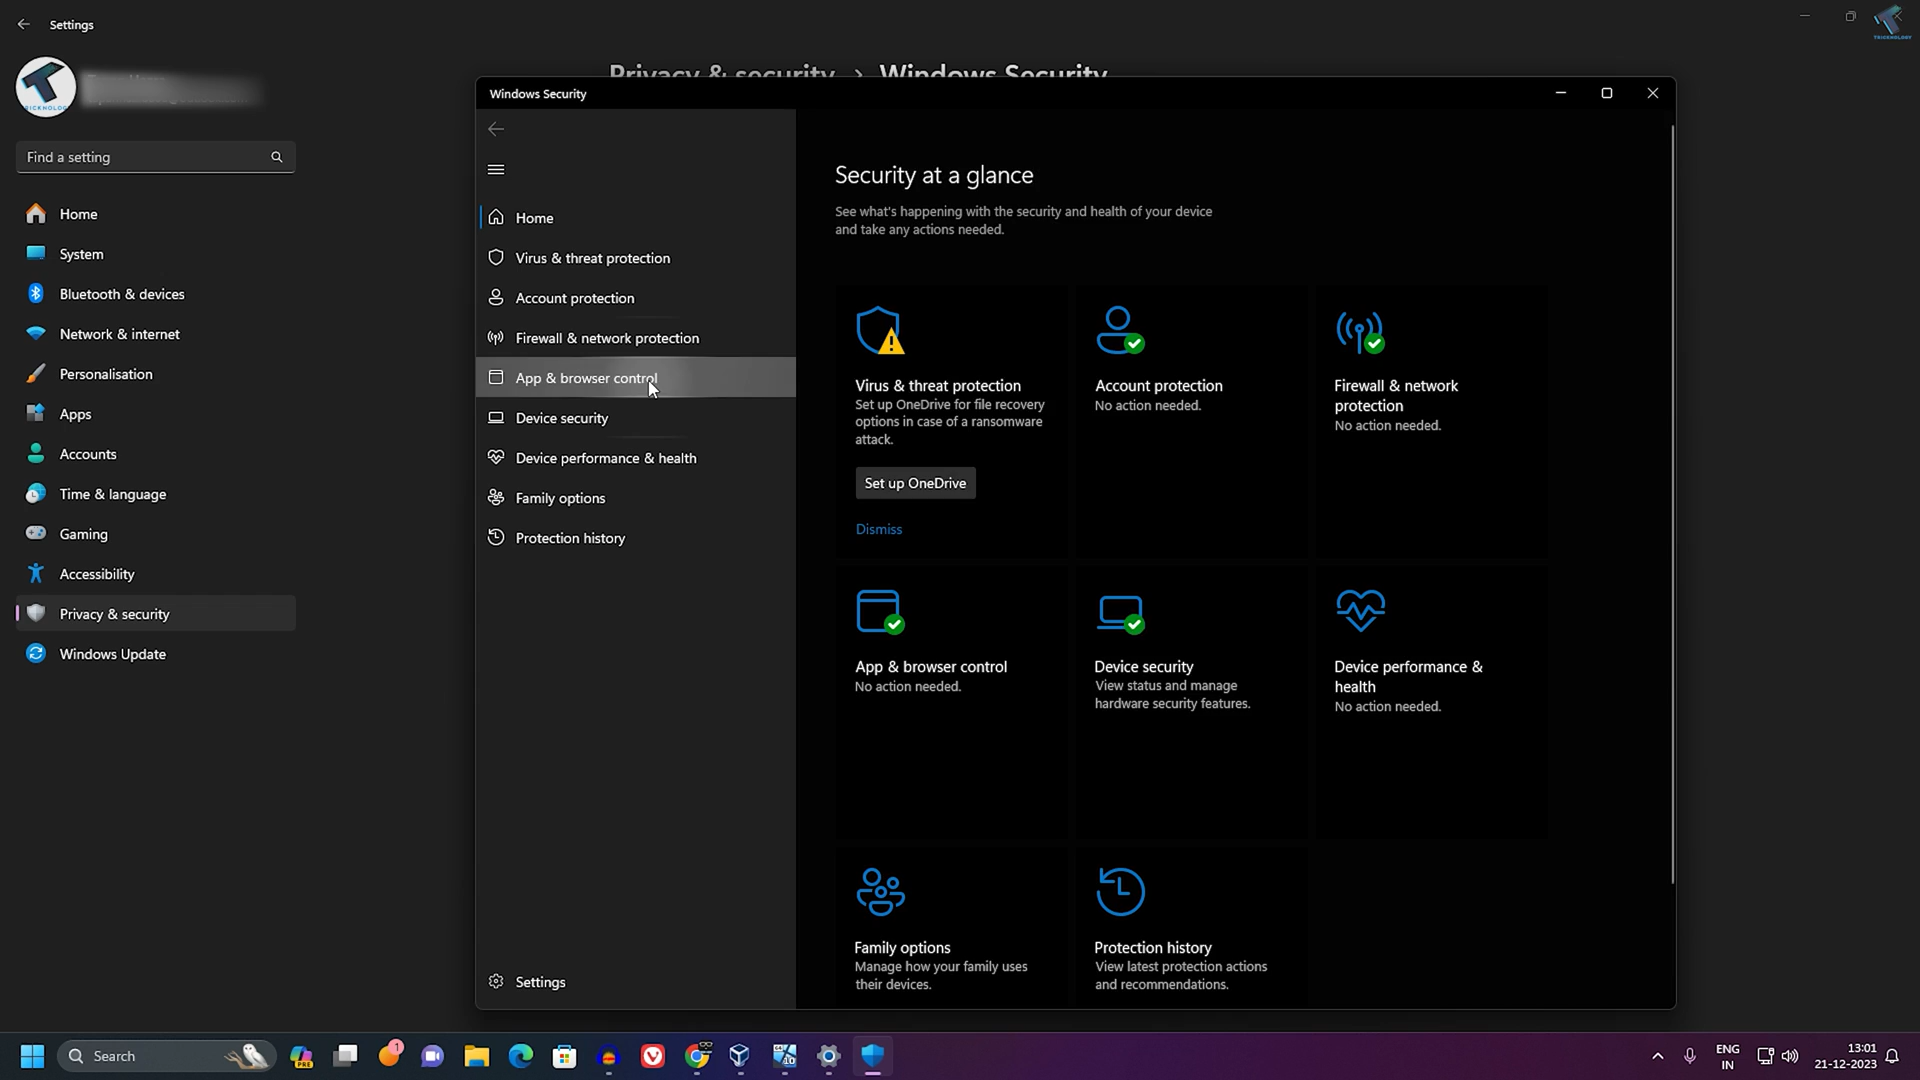 Settings
TRICKNOLOGY
Find a setting
Home
System
Bluetooth & devices
Network & internet
Personalisation
Apps
Accounts
Time & language
Gaming
Accessibility
Privacy & security
Windows Update
Privacy & security > Windows Security
Windows Security
Home
Virus & threat protection
Account protection
Firewall & network protection
App & browser control
Device security
Device performance & health
Family options
Protection history
Settings
Security at a glance
See what's happening with the security and health of your device
and take any actions needed.
Virus & threat protection
Set up OneDrive for file recovery
options in case of a ransomware
attack.
Set up OneDrive
Dismiss
Account protection
No action needed.
Firewall & network
protection
No action needed.
App & browser control
No action needed.
Device security
View status and manage
hardware security features.
Device performance &
health
No action needed.
Family options
Manage how your family uses
their devices.
Protection history
View latest protection actions
and recommendations.
Search
PRE
1
ENG
IN
13:01
21-12-2023